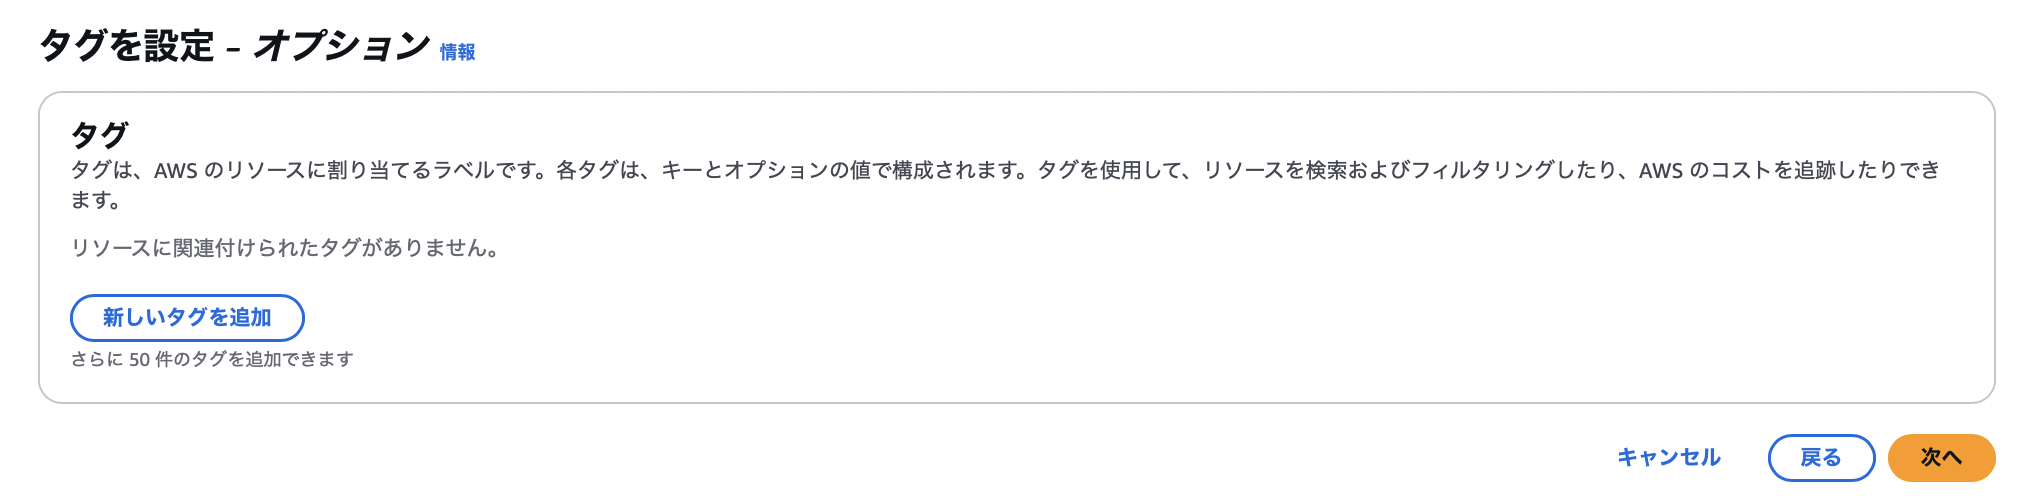 タグを設定 - オプション 情報
タグ
タグは、AWS のリソースに割り当てるラベルです。各タグは、キーとオプションの値で構成されます。タグを使用して、リソースを検索およびフィルタリングしたり、AWS のコストを追跡したりでき
ます。
リソースに関連付けられたタグがありません。
新しいタグを追加
さらに 50 件のタグを追加できます
キャンセル 戻る 次へ